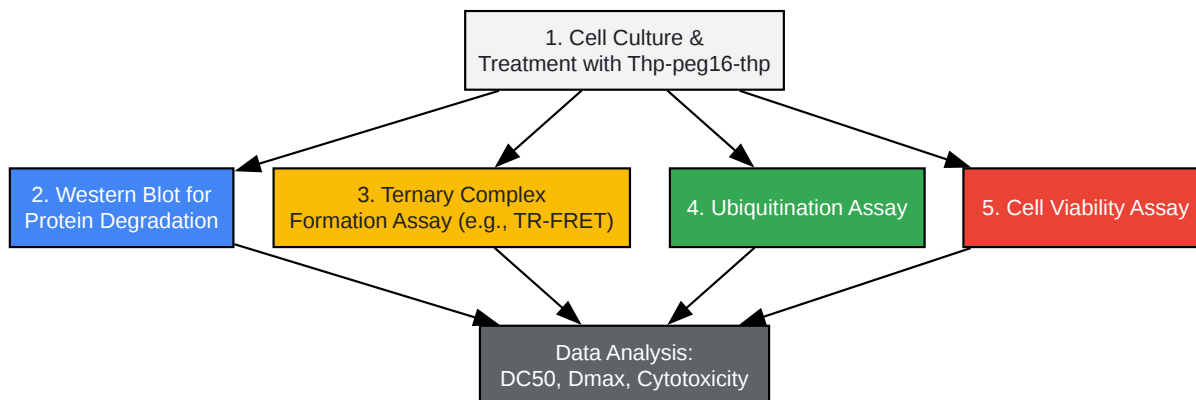 1. Cell Culture &
Treatment with Thp-peg16-thp
2. Western Blot for
Protein Degradation
3. Ternary Complex
Formation Assay (e.g., TR-FRET)
4. Ubiquitination Assay
5. Cell Viability Assay
Data Analysis:
DC50, Dmax, Cytotoxicity